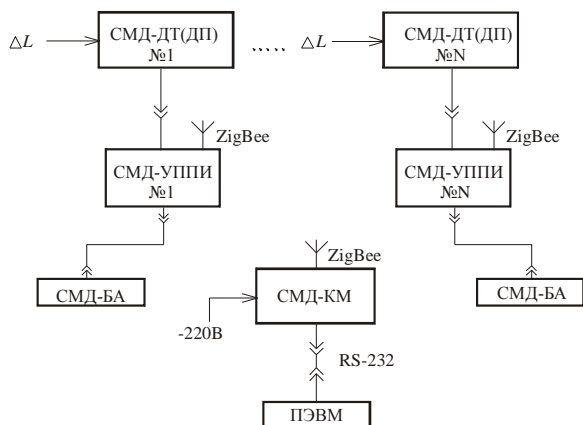 △L
СМД-ДТ(ДП)
№1
.....
△L
СМД-ДТ(ДП)
№N
ZigBee
ZigBee
СМД-УППИ
№1
СМД-УППИ
№N
ZigBee
СМД-БА
СМД-КМ
СМД-БА
-220В
RS-232
ПЭВМ